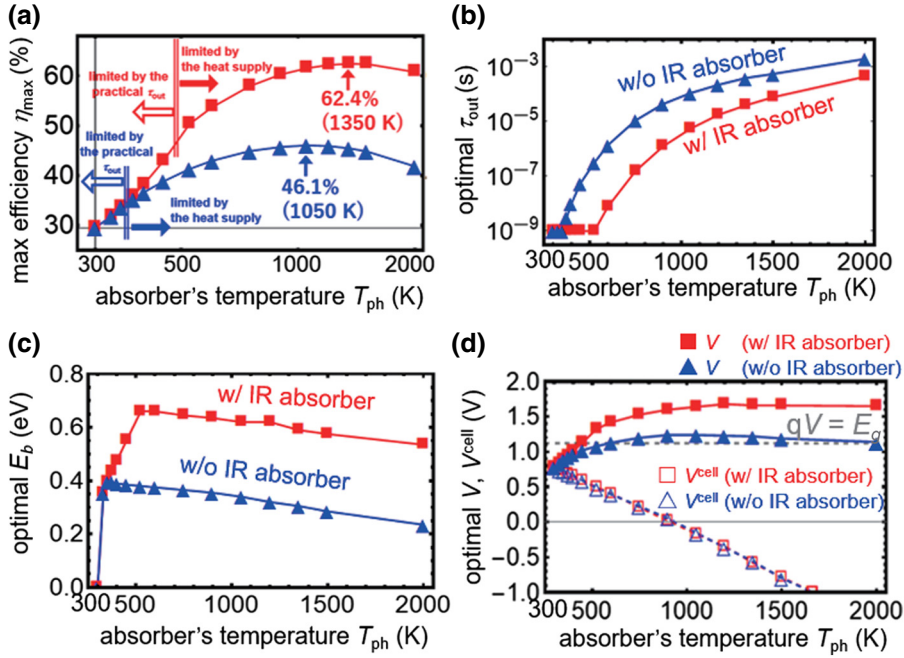 (a)
max efficiency ηmax (%)
60
50
40
30
limited by
the heat supply
limited by the
practical τout
62.4%
(1350 K)
limited by
the practical
τout
46.1%
(1050 K)
limited by
the heat supply
300
500
1000
1500
2000
absorber's temperature Tph (K)
(b)
optimal τout (s)
10⁻³
10⁻⁵
10⁻⁷
10⁻⁹
w/o IR absorber
w/ IR absorber
300
500
1000
1500
2000
absorber's temperature Tph (K)
(c)
optimal Eb (eV)
0.8
0.6
0.4
0.2
0.0
w/ IR absorber
w/o IR absorber
300
500
1000
1500
2000
absorber's temperature Tph (K)
(d)
V (w/ IR absorber)
V (w/o IR absorber)
optimal V, Vcell (V)
2.0
1.5
1.0
0.5
0.0
−0.5
−1.0
qV = Eg
Vcell (w/ IR absorber)
Vcell (w/o IR absorber)
300
500
1000
1500
2000
absorber's temperature Tph (K)